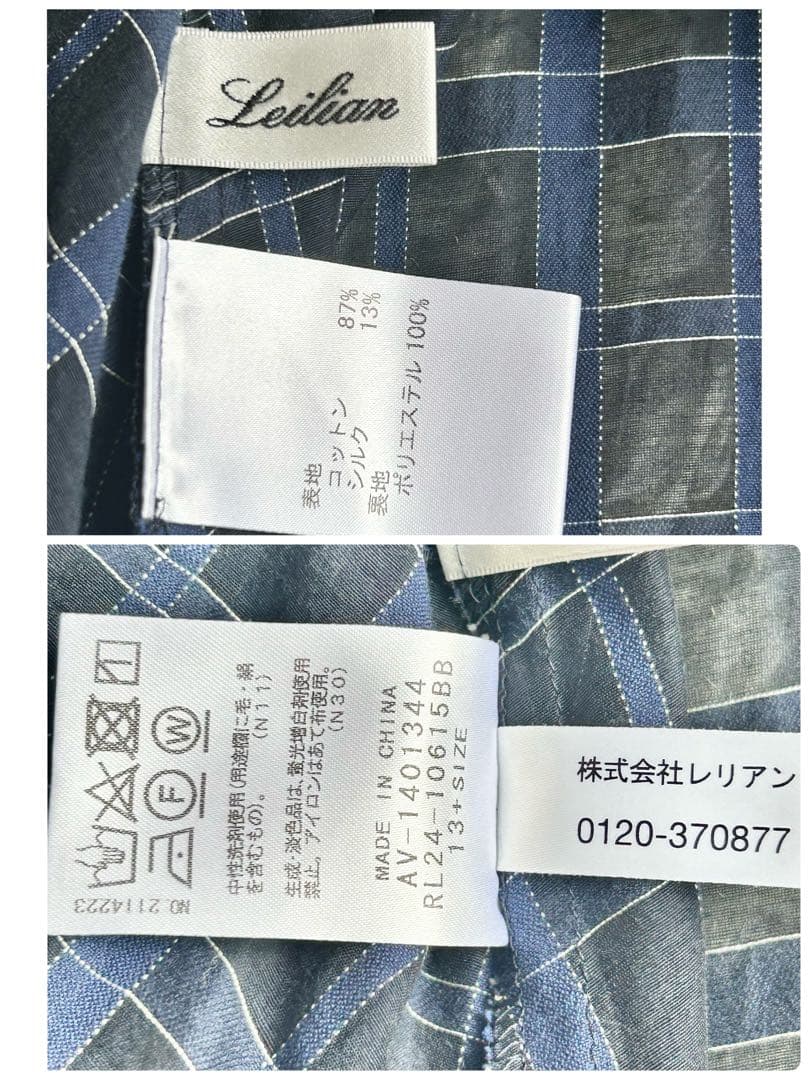 Leilian
表地
コットン 87%
シルク 13%
裏地
ポリエステル 100%
中性洗剤使用(用途欄に毛・絹
を含むもの)。
(N11)
生成・淡色品は、蛍光増白剤使用
禁止。アイロンはあて布使用。
(N30)
MADE IN CHINA
AV-1401344
RL24-10615BB
13+SIZE
W
F
NO 2114223
株式会社レリアン
0120-370877